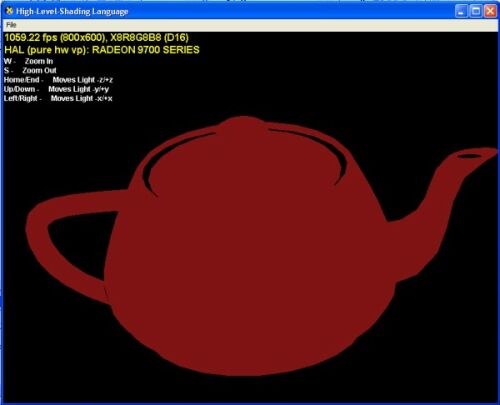 High-Level-Shading Language
File
1059.22 fps (800x600), X8R8G8B8 (D16)
HAL (pure hw vp): RADEON 9700 SERIES
W - Zoom In
S - Zoom Out
Home/End - Moves Light -z/+z
Up/Down - Moves Light -y/+y
Left/Right - Moves Light -x/+x